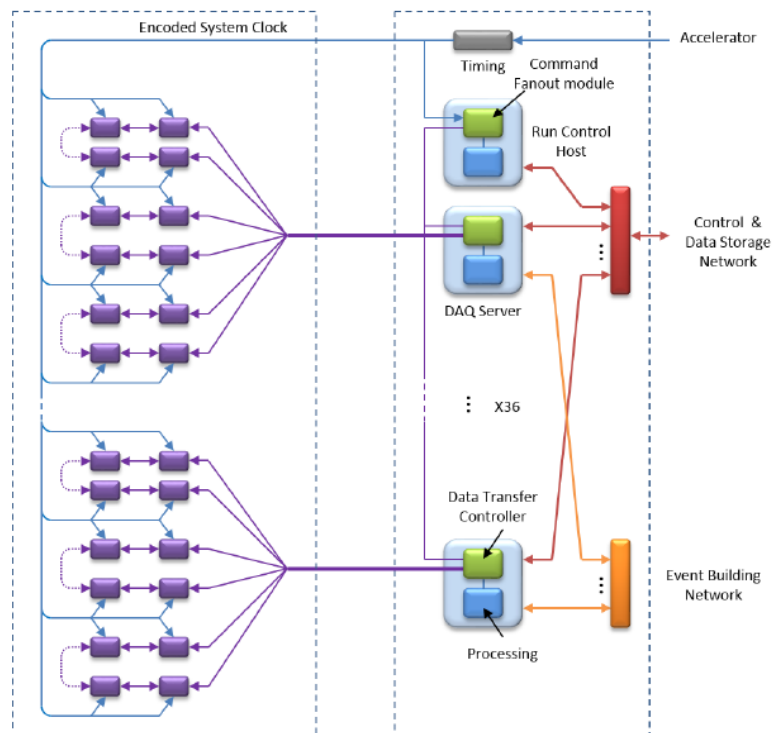 Encoded System Clock
Accelerator
Timing
Command
Fanout module
Run Control
Host
Control &
Data Storage
Network
DAQ Server
X36
Data Transfer
Controller
Event Building
Network
Processing